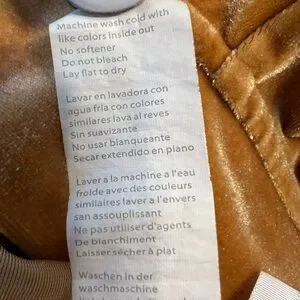 Machine wash cold with
like colors inside out
No softener
Do not bleach
Lay flat to dry
Lavar en lavadora con
agua fría con colores
similares lava al reves
Sin suavizante
No usar blanqueante
Secar extendido en plano
Laver a la machine a l'eau
froide avec des couleurs
similaires laver a l'envers
san assouplissant
Ne pas utiliser d'agents
De blanchiment
Laisser sécher à plat
Waschen in der
waschmaschine